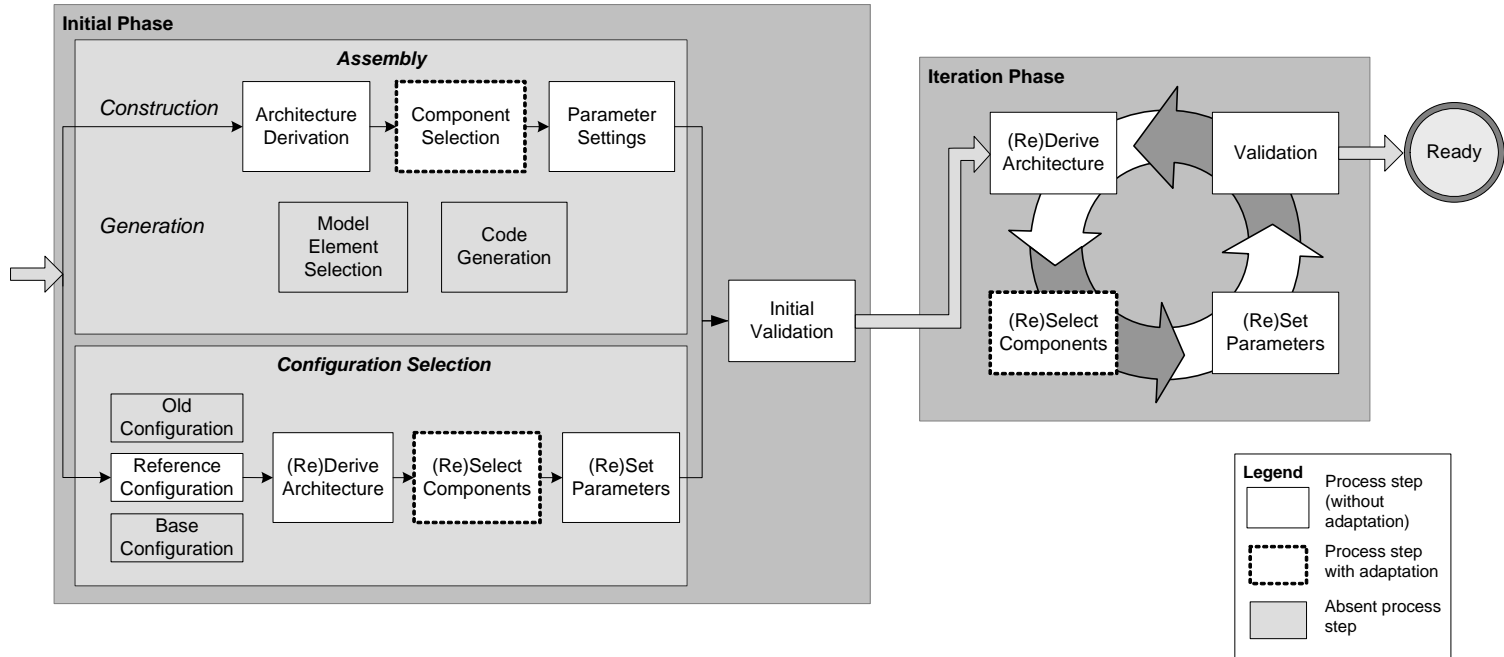 Initial Phase
Assembly
Construction
Architecture
Derivation
Component
Selection
Parameter
Settings
Generation
Model
Element
Selection
Code
Generation
Configuration Selection
Old
Configuration
Reference
Configuration
Base
Configuration
(Re)Derive
Architecture
(Re)Select
Components
(Re)Set
Parameters
Initial
Validation
Iteration Phase
(Re)Derive
Architecture
Validation
(Re)Select
Components
(Re)Set
Parameters
Ready
Legend
Process step
(without
adaptation)
Process step
with adaptation
Absent process
step